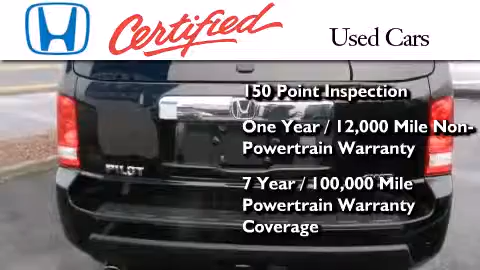 Certified
Used Cars
150 Point Inspection
One Year / 12,000 Mile Non-
Powertrain Warranty
PILOT
7 Year / 100,000 Mile
Powertrain Warranty
Coverage